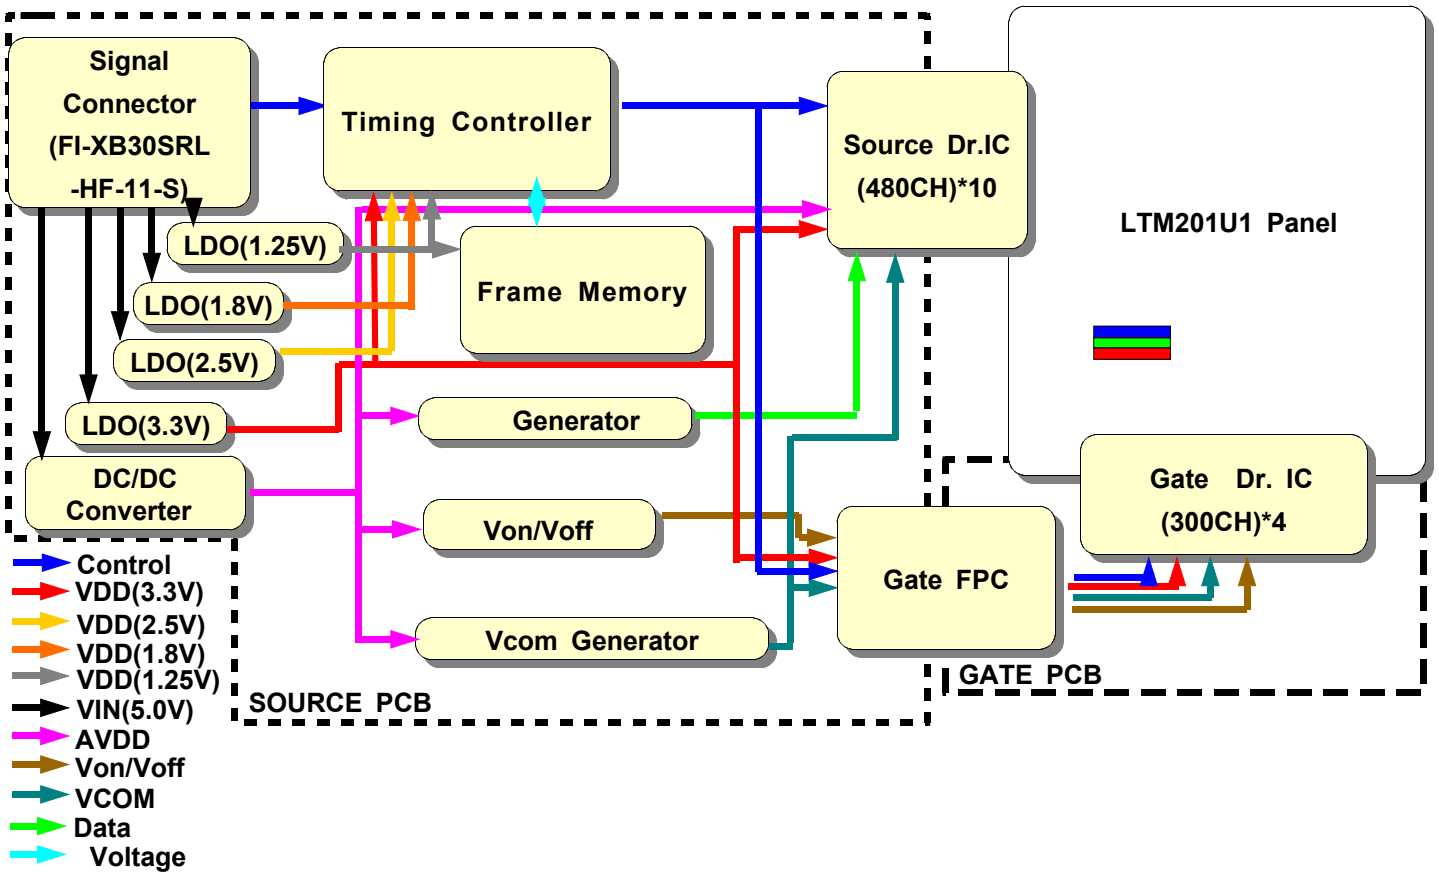 Signal
Connector
(FI-XB30SRL
-HF-11-S)
Timing Controller
Source Dr.IC
(480CH)*10
LTM201U1 Panel
LDO(1.25V)
LDO(1.8V)
LDO(2.5V)
LDO(3.3V)
Frame Memory
DC/DC
Converter
Generator
Von/Voff
Vcom Generator
Gate FPC
Gate Dr. IC
(300CH)*4
SOURCE PCB
GATE PCB
Control
VDD(3.3V)
VDD(2.5V)
VDD(1.8V)
VDD(1.25V)
VIN(5.0V)
AVDD
Von/Voff
VCOM
Data
Voltage